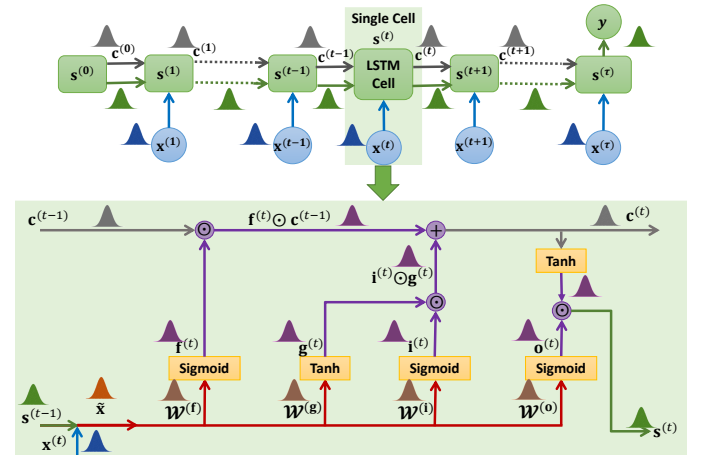 Single Cell
s⁽ᵗ⁾
y
c⁽⁰⁾
c⁽¹⁾
c⁽ᵗ⁻¹⁾
c⁽ᵗ⁾
c⁽ᵗ⁺¹⁾
s⁽⁰⁾
s⁽¹⁾
s⁽ᵗ⁻¹⁾
LSTM
Cell
s⁽ᵗ⁺¹⁾
s⁽τ⁾
x⁽¹⁾
x⁽ᵗ⁻¹⁾
x⁽ᵗ⁾
x⁽ᵗ⁺¹⁾
x⁽τ⁾
c⁽ᵗ⁻¹⁾
f⁽ᵗ⁾⊙ c⁽ᵗ⁻¹⁾
c⁽ᵗ⁾
⊙
+
Tanh
i⁽ᵗ⁾⊙g⁽ᵗ⁾
⊙
⊙
f⁽ᵗ⁾
g⁽ᵗ⁾
i⁽ᵗ⁾
o⁽ᵗ⁾
Sigmoid
Tanh
Sigmoid
Sigmoid
x̃
s⁽ᵗ⁻¹⁾
𝓦⁽ᶠ⁾
𝓦⁽ᵍ⁾
𝓦⁽ⁱ⁾
𝓦⁽ᵒ⁾
x⁽ᵗ⁾
s⁽ᵗ⁾